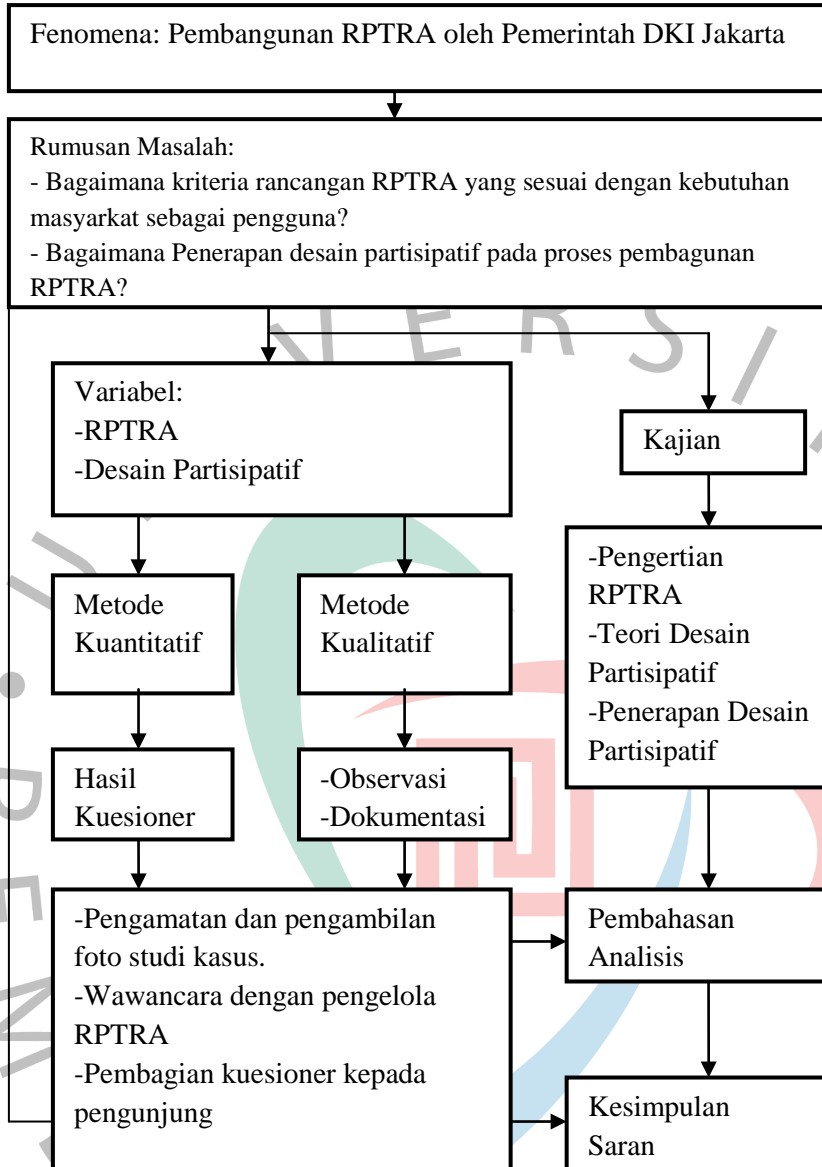 Fenomena: Pembangunan RPTRA oleh Pemerintah DKI Jakarta
Rumusan Masalah:
- Bagaimana kriteria rancangan RPTRA yang sesuai dengan kebutuhan
masyarkat sebagai pengguna?
- Bagaimana Penerapan desain partisipatif pada proses pembagunan
RPTRA?
Variabel:
-RPTRA
-Desain Partisipatif
Kajian
Metode
Kuantitatif
Metode
Kualitatif
-Pengertian
RPTRA
-Teori Desain
Partisipatif
-Penerapan Desain
Partisipatif
Hasil
Kuesioner
-Observasi
-Dokumentasi
-Pengamatan dan pengambilan
foto studi kasus.
-Wawancara dengan pengelola
RPTRA
-Pembagian kuesioner kepada
pengunjung
Pembahasan
Analisis
Kesimpulan
Saran